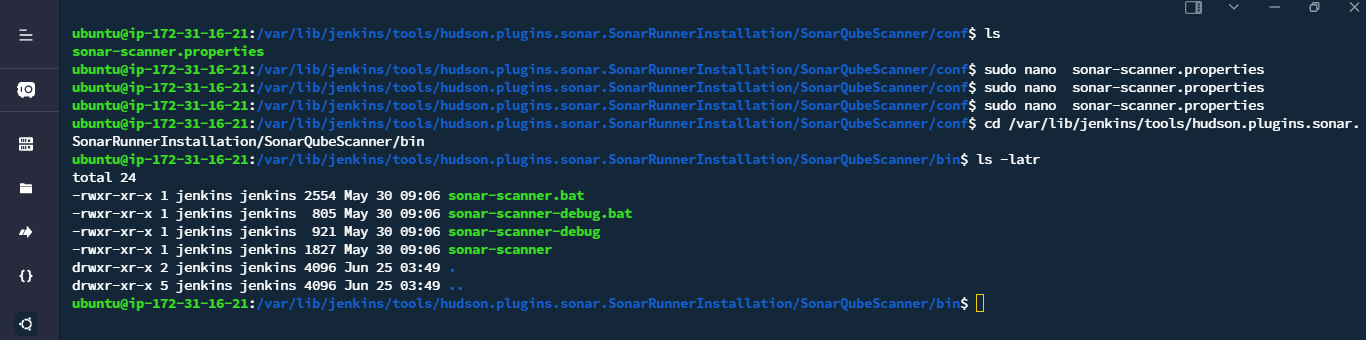 ubuntu@ip-172-31-16-21:/var/lib/jenkins/tools/hudson.plugins.sonar.SonarRunnerInstallation/SonarQubeScanner/conf$ ls
sonar-scanner.properties
ubuntu@ip-172-31-16-21:/var/lib/jenkins/tools/hudson.plugins.sonar.SonarRunnerInstallation/SonarQubeScanner/conf$ sudo nano  sonar-scanner.properties
ubuntu@ip-172-31-16-21:/var/lib/jenkins/tools/hudson.plugins.sonar.SonarRunnerInstallation/SonarQubeScanner/conf$ sudo nano  sonar-scanner.properties
ubuntu@ip-172-31-16-21:/var/lib/jenkins/tools/hudson.plugins.sonar.SonarRunnerInstallation/SonarQubeScanner/conf$ sudo nano  sonar-scanner.properties
ubuntu@ip-172-31-16-21:/var/lib/jenkins/tools/hudson.plugins.sonar.SonarRunnerInstallation/SonarQubeScanner/conf$ cd /var/lib/jenkins/tools/hudson.plugins.sonar.
SonarRunnerInstallation/SonarQubeScanner/bin
ubuntu@ip-172-31-16-21:/var/lib/jenkins/tools/hudson.plugins.sonar.SonarRunnerInstallation/SonarQubeScanner/bin$ ls -latr
total 24
-rwxr-xr-x 1 jenkins jenkins 2554 May 30 09:06 sonar-scanner.bat
-rwxr-xr-x 1 jenkins jenkins  805 May 30 09:06 sonar-scanner-debug.bat
-rwxr-xr-x 1 jenkins jenkins  921 May 30 09:06 sonar-scanner-debug
-rwxr-xr-x 1 jenkins jenkins 1827 May 30 09:06 sonar-scanner
drwxr-xr-x 2 jenkins jenkins 4096 Jun 25 03:49 .
drwxr-xr-x 5 jenkins jenkins 4096 Jun 25 03:49 ..
ubuntu@ip-172-31-16-21:/var/lib/jenkins/tools/hudson.plugins.sonar.SonarRunnerInstallation/SonarQubeScanner/bin$